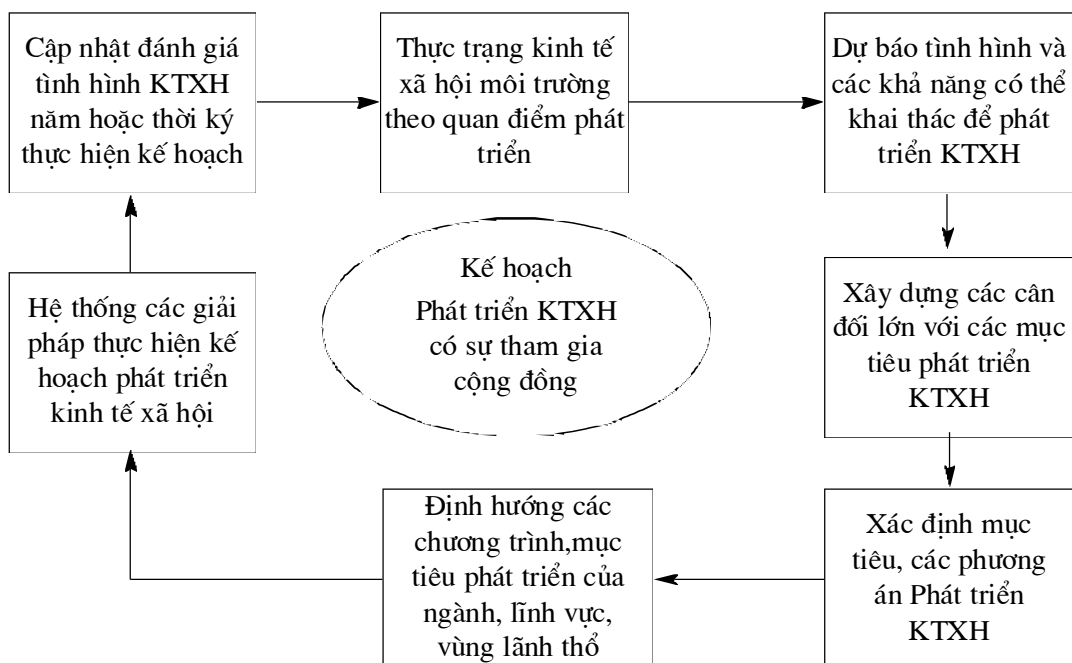 Cập nhật đánh giá
tình hình KTXH
năm hoặc thời kỳ
thực hiện kế hoạch
Thực trạng kinh tế
xã hội môi trường
theo quan điểm phát
triển
Dự báo tình hình và
các khả năng có thể
khai thác để phát
triển KTXH
Kế hoạch
Phát triển KTXH
có sự tham gia
cộng đồng
Hệ thống các giải
pháp thực hiện kế
hoạch phát triển
kinh tế xã hội
Xây dựng các cân
đối lớn với các mục
tiêu phát triển
KTXH
Định hướng các
chương trình,mục
tiêu phát triển của
ngành, lĩnh vực,
vùng lãnh thổ
Xác định mục
tiêu, các phương
án Phát triển
KTXH